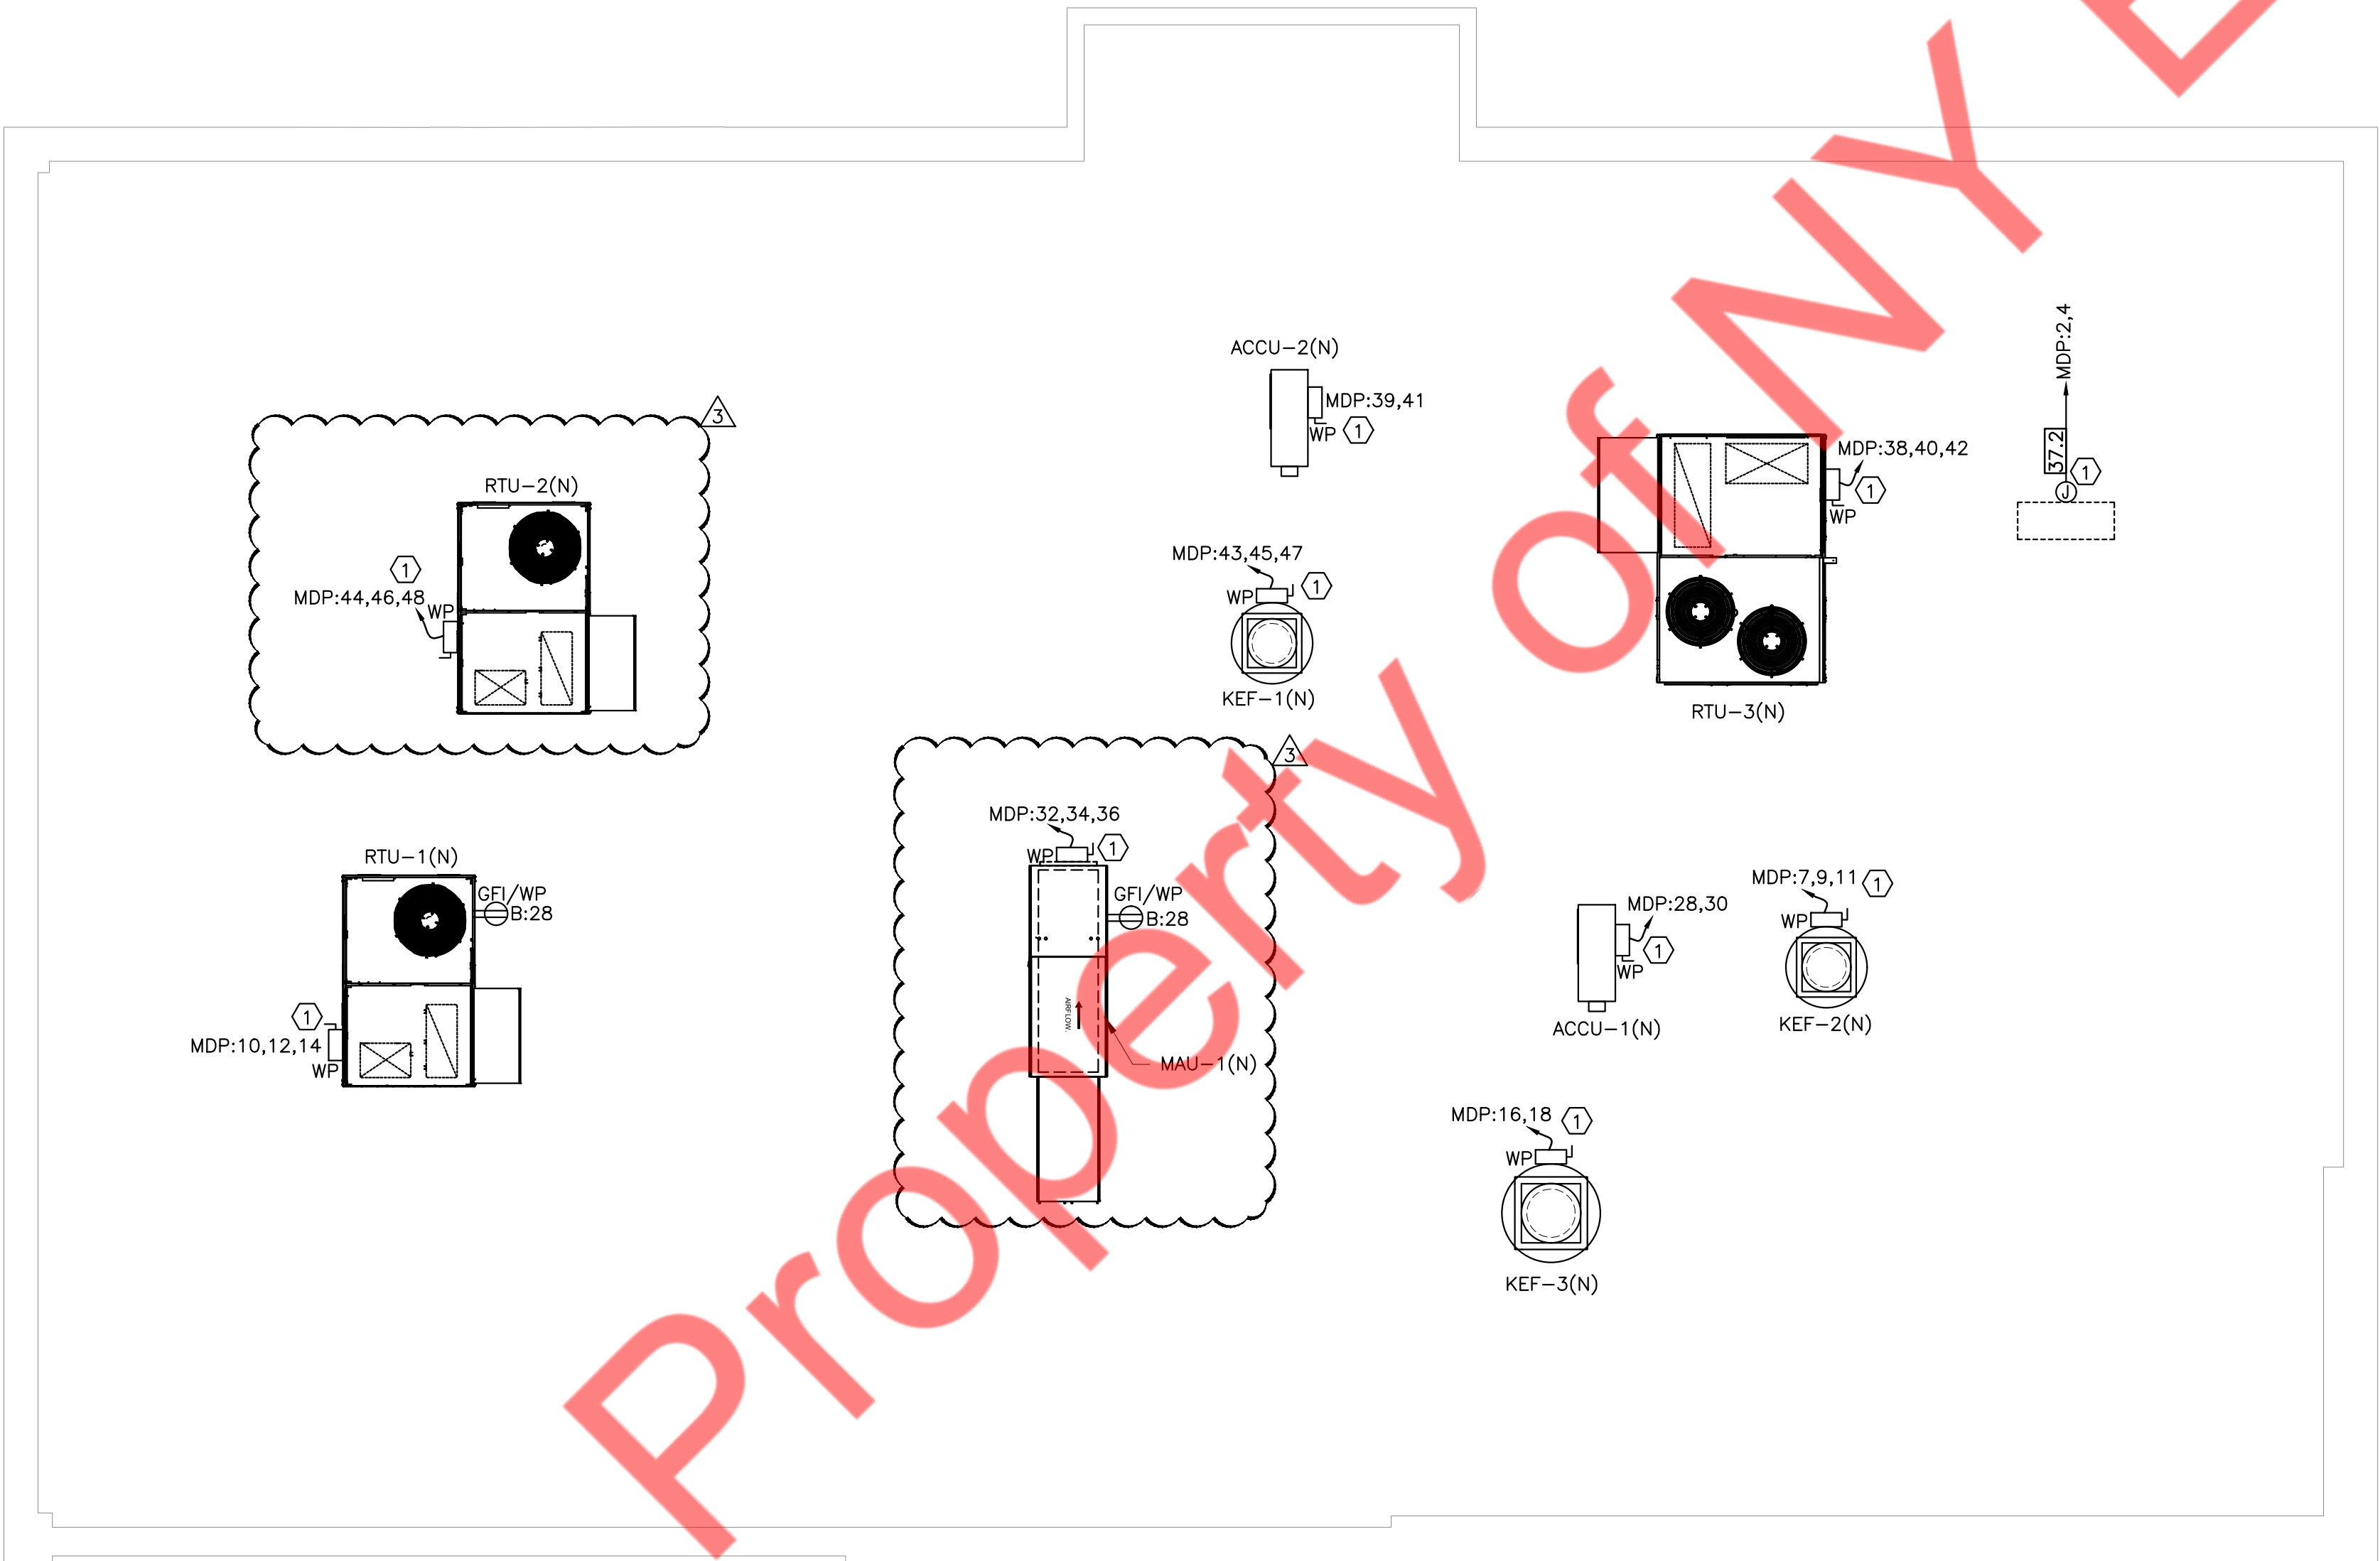 MDP:2,4
37.2
1
J
ACCU-2(N)
MDP:39,41
WP
1
3
RTU-2(N)
1
MDP:44,46,48
WP
MDP:38,40,42
1
WP
RTU-3(N)
MDP:43,45,47
WP
1
KEF-1(N)
3
MDP:32,34,36
WP
1
GFI/WP
B:28
AIRFLOW
MAU-1(N)
RTU-1(N)
GFI/WP
B:28
1
MDP:10,12,14
WP
MDP:28,30
1
WP
ACCU-1(N)
MDP:7,9,11
1
WP
KEF-2(N)
MDP:16,18
1
WP
KEF-3(N)
Property of NYE